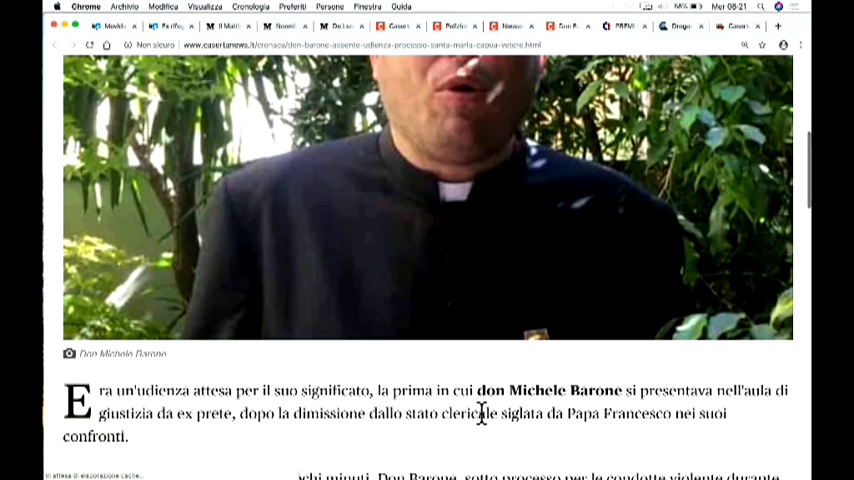 Chrome Archivio Modifica Visualizza Cronologia Preferiti Persone Finestra Guida Mer 08:21
Non sicuro www.casertanews.it/cronaca/don-barone-assente-udienza-processo-santa-maria-capua-vetere.html
Don Michele Barone
Era un'udienza attesa per il suo significato, la prima in cui don Michele Barone si presentava nell'aula di
giustizia da ex prete, dopo la dimissione dallo stato clericale siglata da Papa Francesco nei suoi
confronti.
In attesa di elaborazione cache...
chi minuti. Don Barone, sotto processo per le condotte violente durante